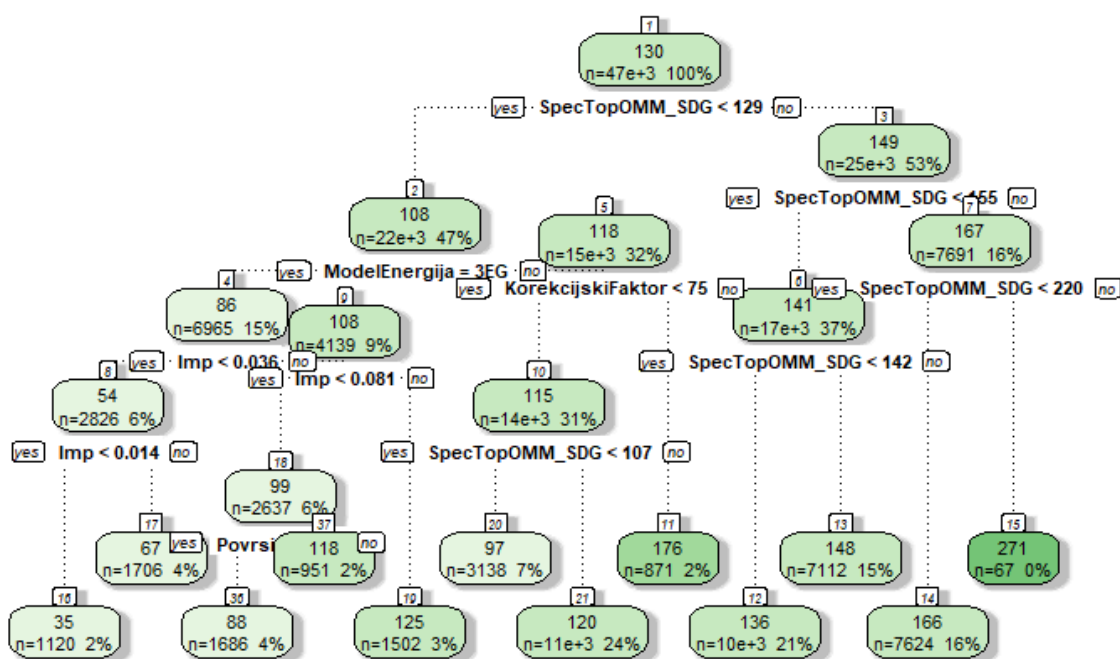 1
130
n=47e+3 100%
yes SpecTopOMM_SDG < 129 no
3
149
n=25e+3 53%
2
108
n=22e+3 47%
5
118
n=15e+3 32%
yes SpecTopOMM_SDG < 155 no
7
167
n=7691 16%
yes ModelEnergija = 3EG no
4
86
n=6965 15%
9
108
n=4139 9%
yes KorekcijskiFaktor < 75 no
6
141
n=17e+3 37%
yes SpecTopOMM_SDG < 220 no
yes Imp < 0.036 no
8
54
n=2826 6%
yes Imp < 0.081 no
10
115
n=14e+3 31%
yes SpecTopOMM_SDG < 142 no
yes Imp < 0.014 no
18
99
n=2637 6%
yes SpecTopOMM_SDG < 107 no
17
67
n=1706 4%
yes Povrsi no
37
118
n=951 2%
20
97
n=3138 7%
11
176
n=871 2%
13
148
n=7112 15%
15
271
n=67 0%
16
35
n=1120 2%
36
88
n=1686 4%
19
125
n=1502 3%
21
120
n=11e+3 24%
12
136
n=10e+3 21%
14
166
n=7624 16%